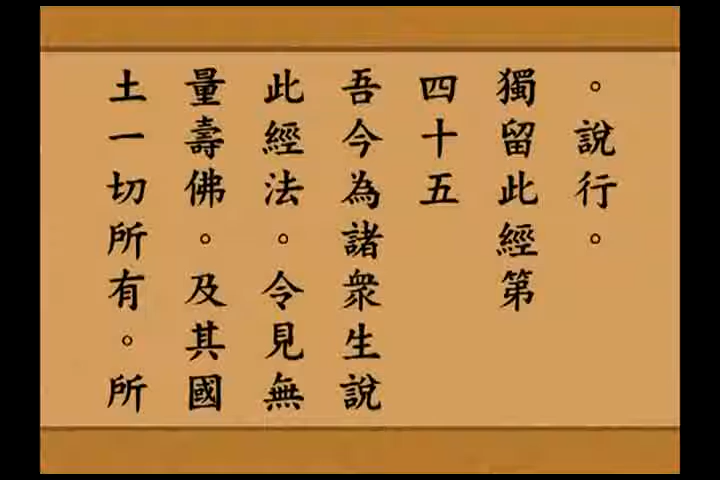 。說行。
獨留此經第
四十五
吾今為諸眾生說
此經法。令見無
量壽佛。及其國
土一切所有。所